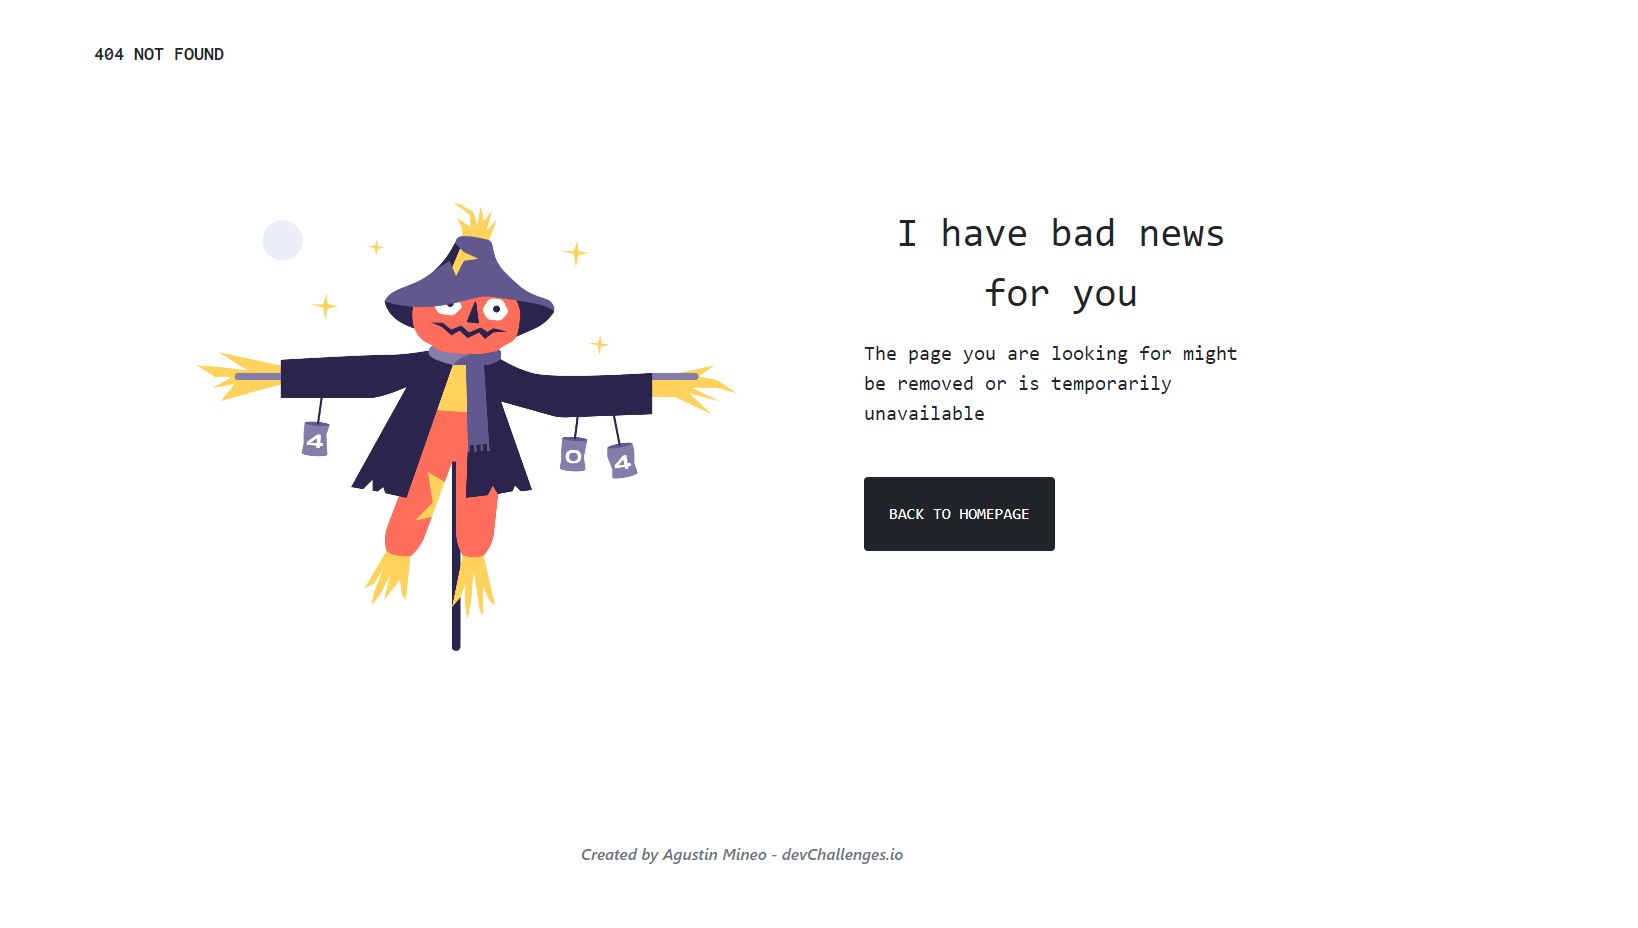 404 NOT FOUND
I have bad news
for you
The page you are looking for might
be removed or is temporarily
unavailable
4
0
4
BACK TO HOMEPAGE
Created by Agustin Mineo - devChallenges.io